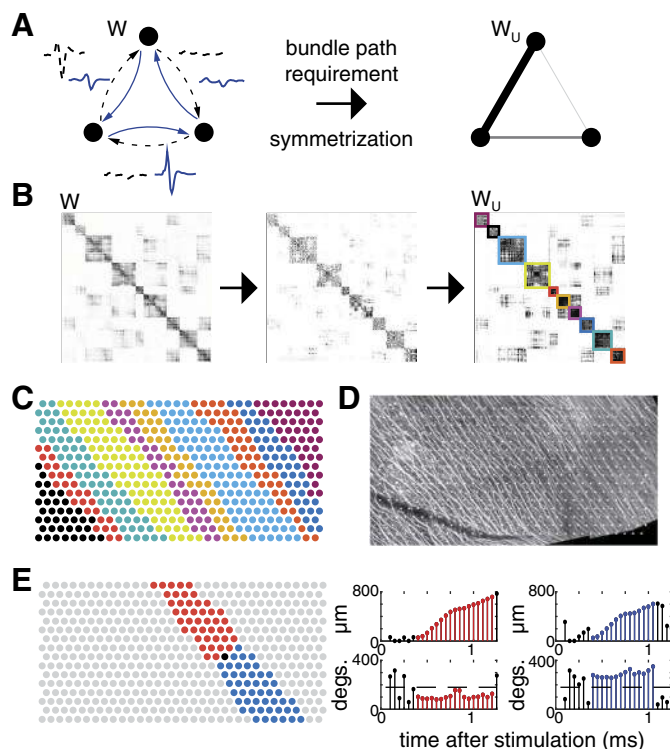 A
W
bundle path
requirement
symmetrization
W_U
B
W
W_U
C
D
E
800
μm
0
400
degs.
0
0
1
800
μm
0
400
degs.
0
0
1
time after stimulation (ms)